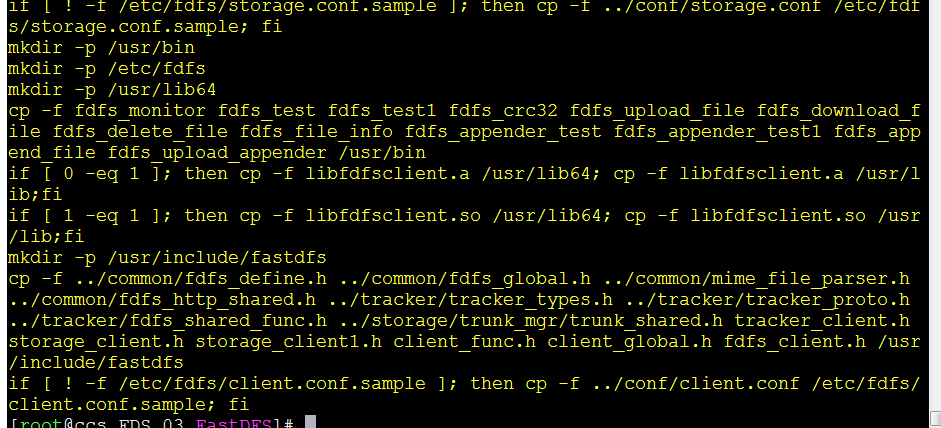 if [ ! -f /etc/fdfs/storage.conf.sample ]; then cp -f ../conf/storage.conf /etc/fdf
s/storage.conf.sample; fi
mkdir -p /usr/bin
mkdir -p /etc/fdfs
mkdir -p /usr/lib64
cp -f fdfs_monitor fdfs_test fdfs_test1 fdfs_crc32 fdfs_upload_file fdfs_download_f
ile fdfs_delete_file fdfs_file_info fdfs_appender_test fdfs_appender_test1 fdfs_app
end_file fdfs_upload_appender /usr/bin
if [ 0 -eq 1 ]; then cp -f libfdfsclient.a /usr/lib64; cp -f libfdfsclient.a /usr/l
ib;fi
if [ 1 -eq 1 ]; then cp -f libfdfsclient.so /usr/lib64; cp -f libfdfsclient.so /usr
/lib;fi
mkdir -p /usr/include/fastdfs
cp -f ../common/fdfs_define.h ../common/fdfs_global.h ../common/mime_file_parser.h
../common/fdfs_http_shared.h ../tracker/tracker_types.h ../tracker/tracker_proto.h
../tracker/fdfs_shared_func.h ../storage/trunk_mgr/trunk_shared.h tracker_client.h
storage_client.h storage_client1.h client_func.h client_global.h fdfs_client.h /usr
/include/fastdfs
if [ ! -f /etc/fdfs/client.conf.sample ]; then cp -f ../conf/client.conf /etc/fdfs/
client.conf.sample; fi
[root@ccs_FDS_03 FastDFS]#